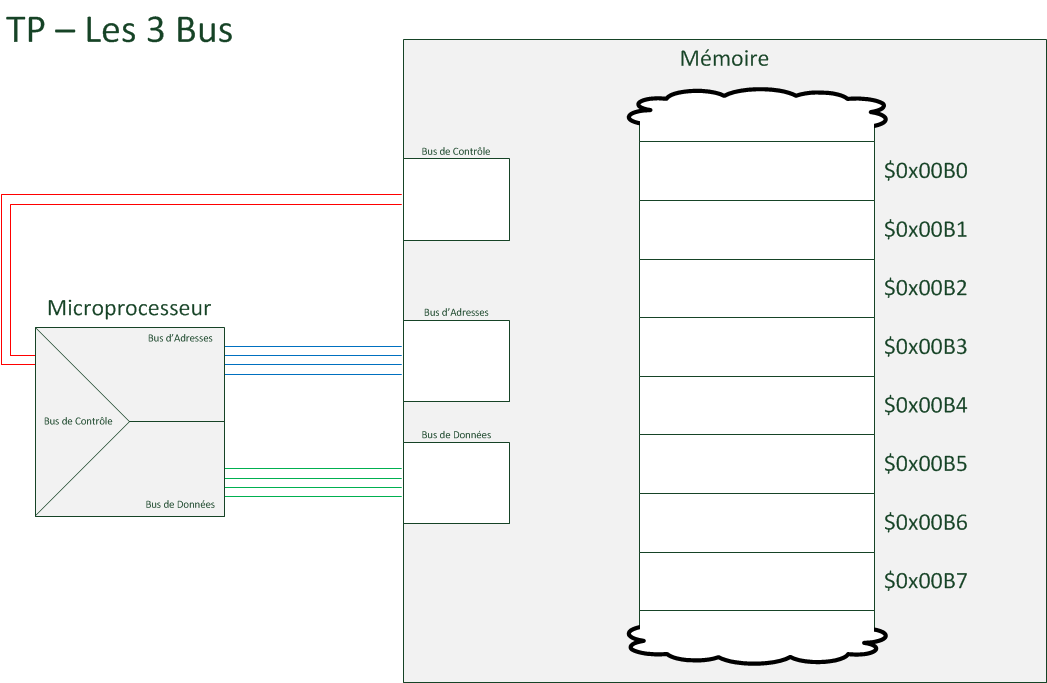 TP – Les 3 Bus
Mémoire
Bus de Contrôle
$0x00B0
$0x00B1
$0x00B2
Microprocesseur
Bus d'Adresses
Bus d'Adresses
$0x00B3
$0x00B4
Bus de Contrôle
Bus de Données
$0x00B5
Bus de Données
$0x00B6
$0x00B7